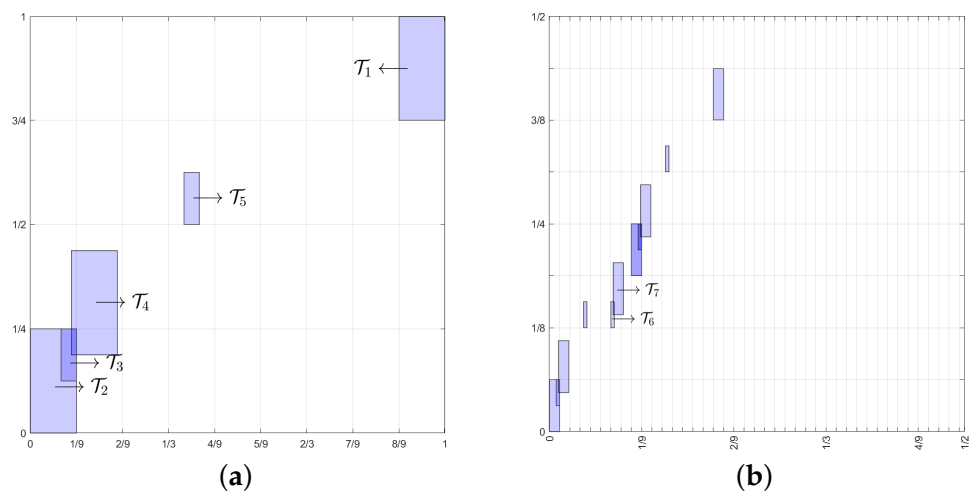 1
𝒯₁
3/4
𝒯₅
1/2
𝒯₄
1/4
𝒯₃
𝒯₂
0
0 1/9 2/9 1/3 4/9 5/9 2/3 7/9 8/9 1
(a)
1/2
3/8
1/4
𝒯₇
𝒯₆
1/8
0
0 1/9 2/9 1/3 4/9 1/2
(b)